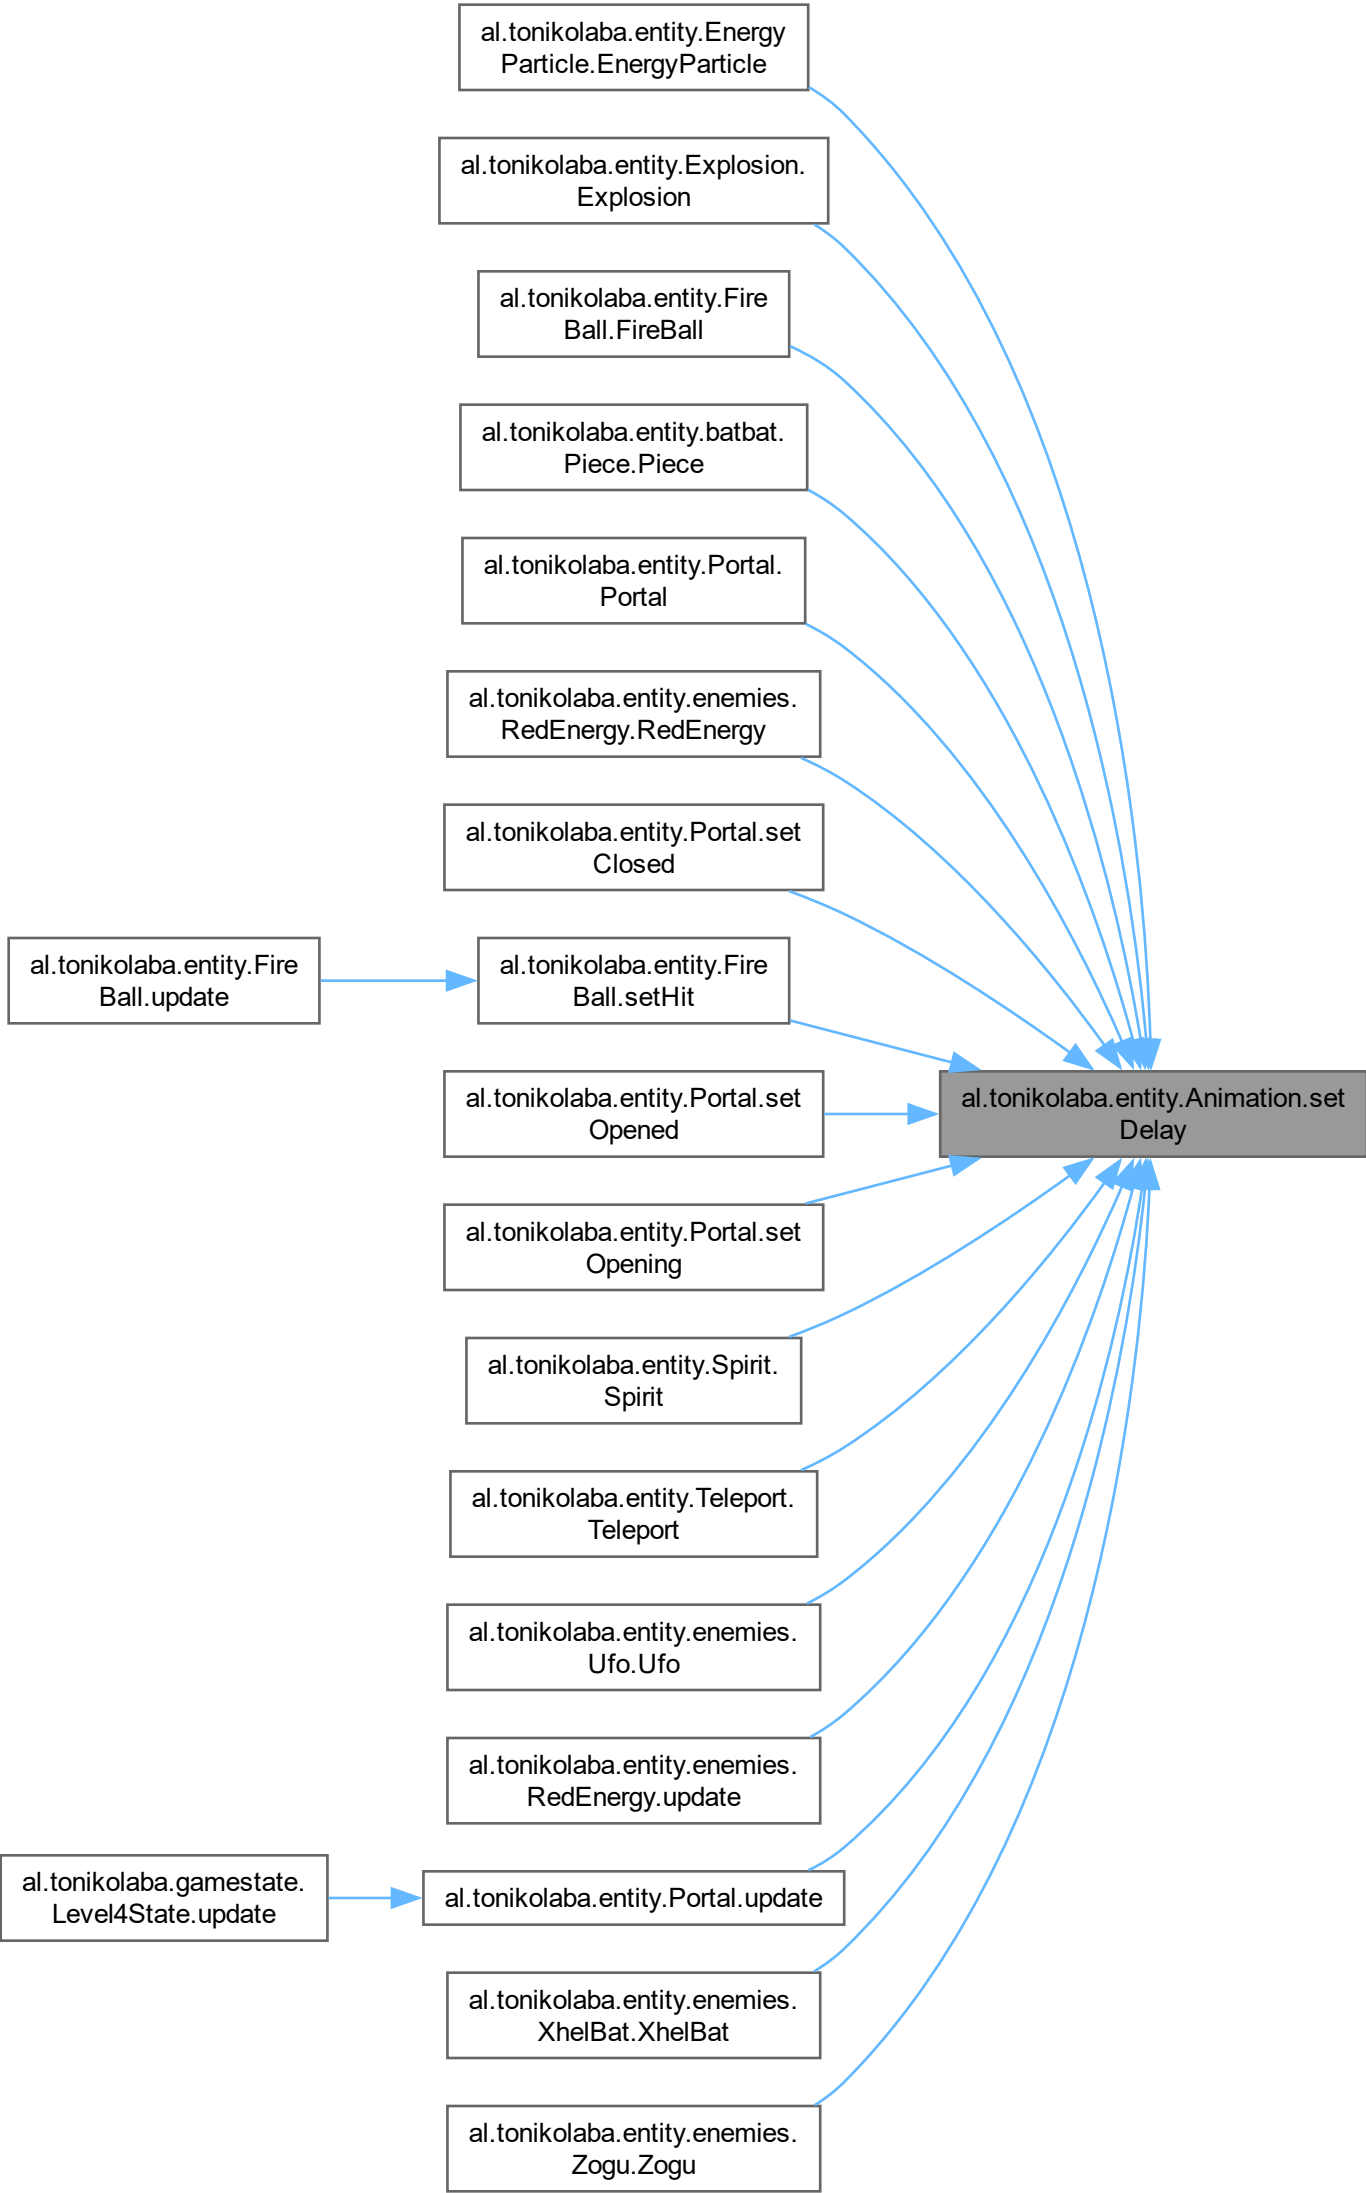 al.tonikolaba.entity.Energy
Particle.EnergyParticle
al.tonikolaba.entity.Explosion.
Explosion
al.tonikolaba.entity.Fire
Ball.FireBall
al.tonikolaba.entity.batbat.
Piece.Piece
al.tonikolaba.entity.Portal.
Portal
al.tonikolaba.entity.enemies.
RedEnergy.RedEnergy
al.tonikolaba.entity.Portal.set
Closed
al.tonikolaba.entity.Fire
Ball.update
al.tonikolaba.entity.Fire
Ball.setHit
al.tonikolaba.entity.Portal.set
Opened
al.tonikolaba.entity.Animation.set
Delay
al.tonikolaba.entity.Portal.set
Opening
al.tonikolaba.entity.Spirit.
Spirit
al.tonikolaba.entity.Teleport.
Teleport
al.tonikolaba.entity.enemies.
Ufo.Ufo
al.tonikolaba.entity.enemies.
RedEnergy.update
al.tonikolaba.gamestate.
Level4State.update
al.tonikolaba.entity.Portal.update
al.tonikolaba.entity.enemies.
XhelBat.XhelBat
al.tonikolaba.entity.enemies.
Zogu.Zogu